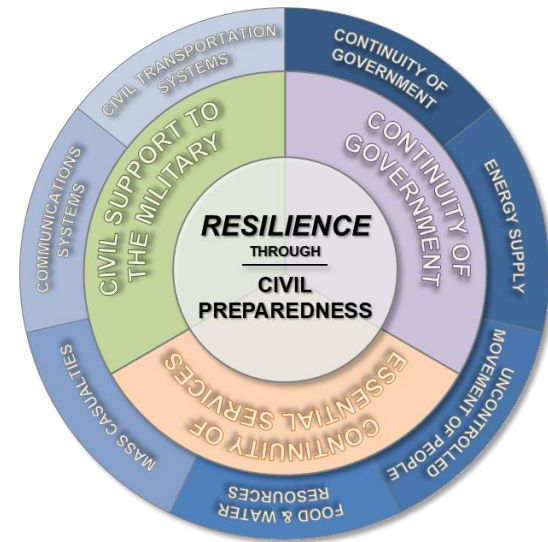 RESILIENCE
THROUGH
CIVIL
PREPAREDNESS
CONTINUITY OF
GOVERNMENT
CONTINUITY OF
ESSENTIAL SERVICES
CIVIL SUPPORT TO
THE MILITARY
CONTINUITY OF
GOVERNMENT
ENERGY SUPPLY
UNCONTROLLED
MOVEMENT OF PEOPLE
FOOD & WATER
RESOURCES
MASS CASUALTIES
COMMUNICATIONS
SYSTEMS
CIVIL TRANSPORTATION
SYSTEMS